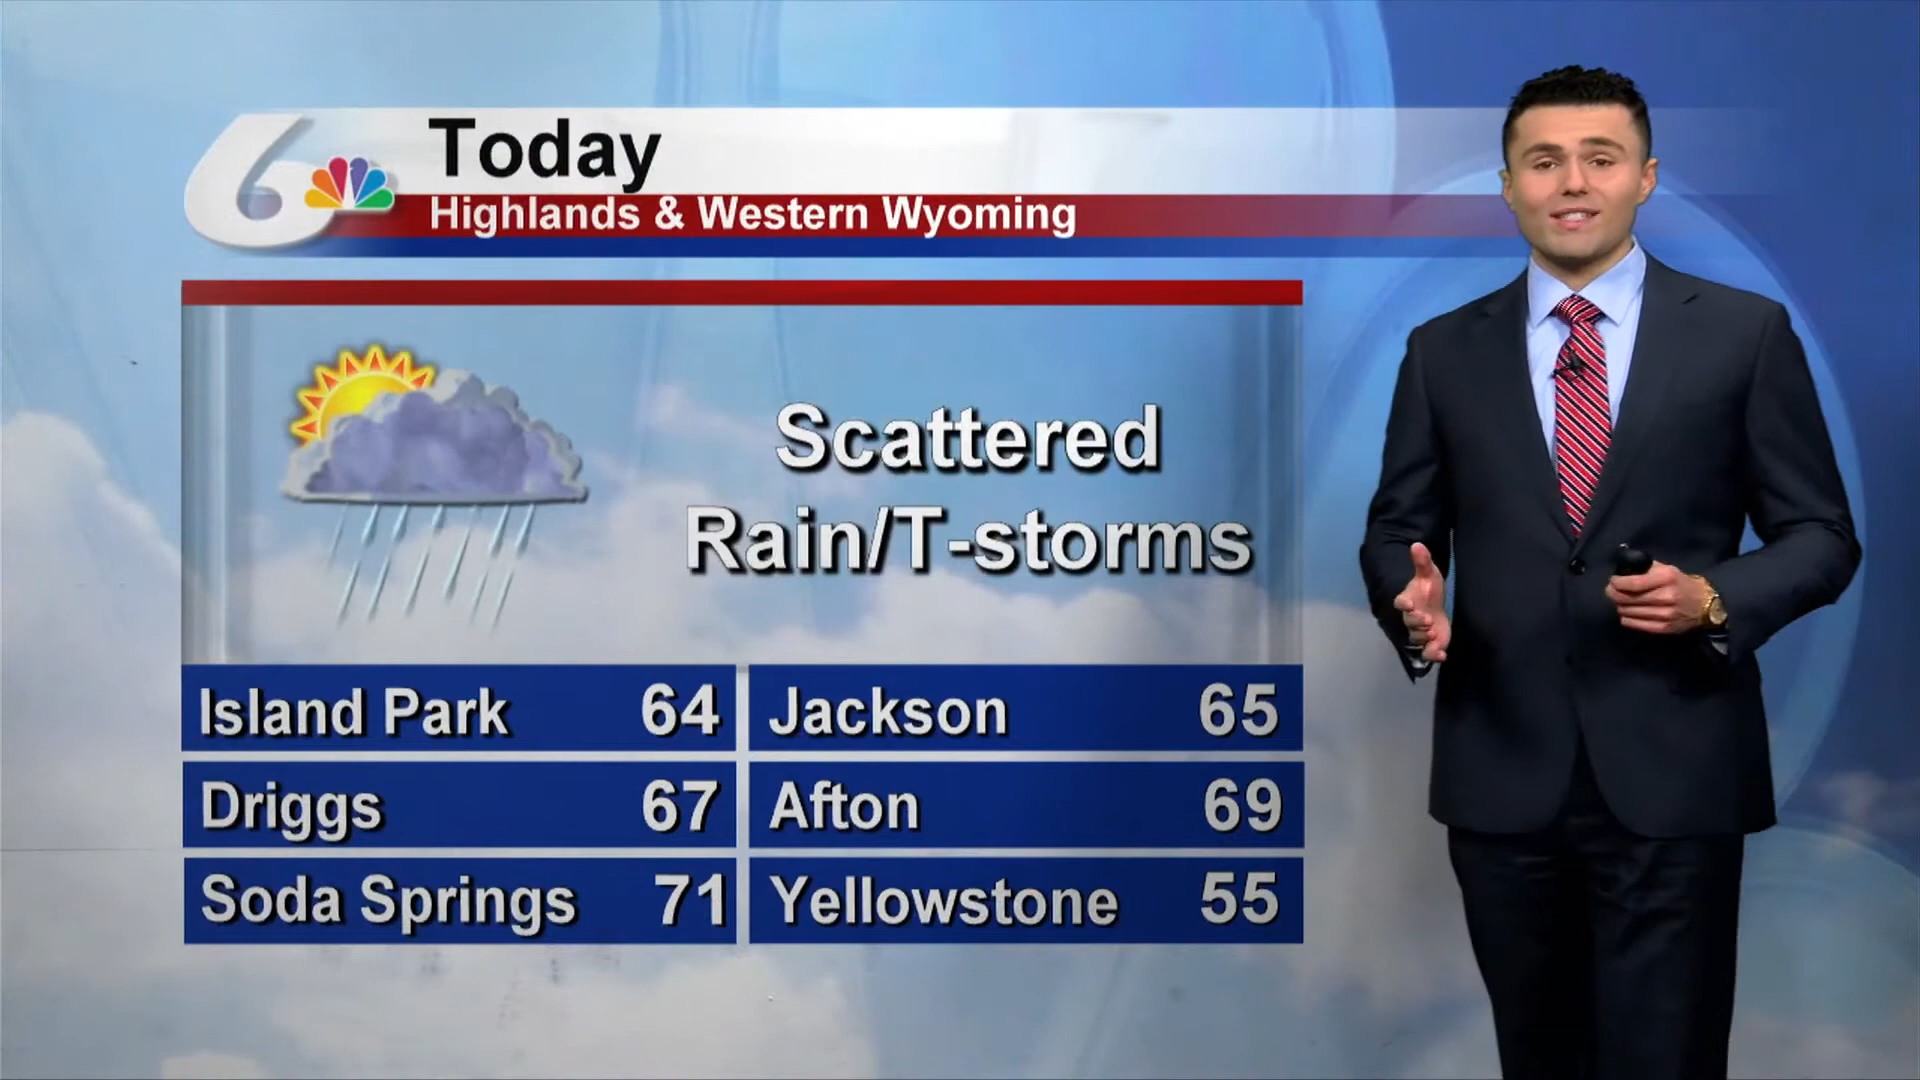 6
Today
Highlands & Western Wyoming
Scattered
Rain/T-storms
Island Park 64
Jackson 65
Driggs 67
Afton 69
Soda Springs 71
Yellowstone 55